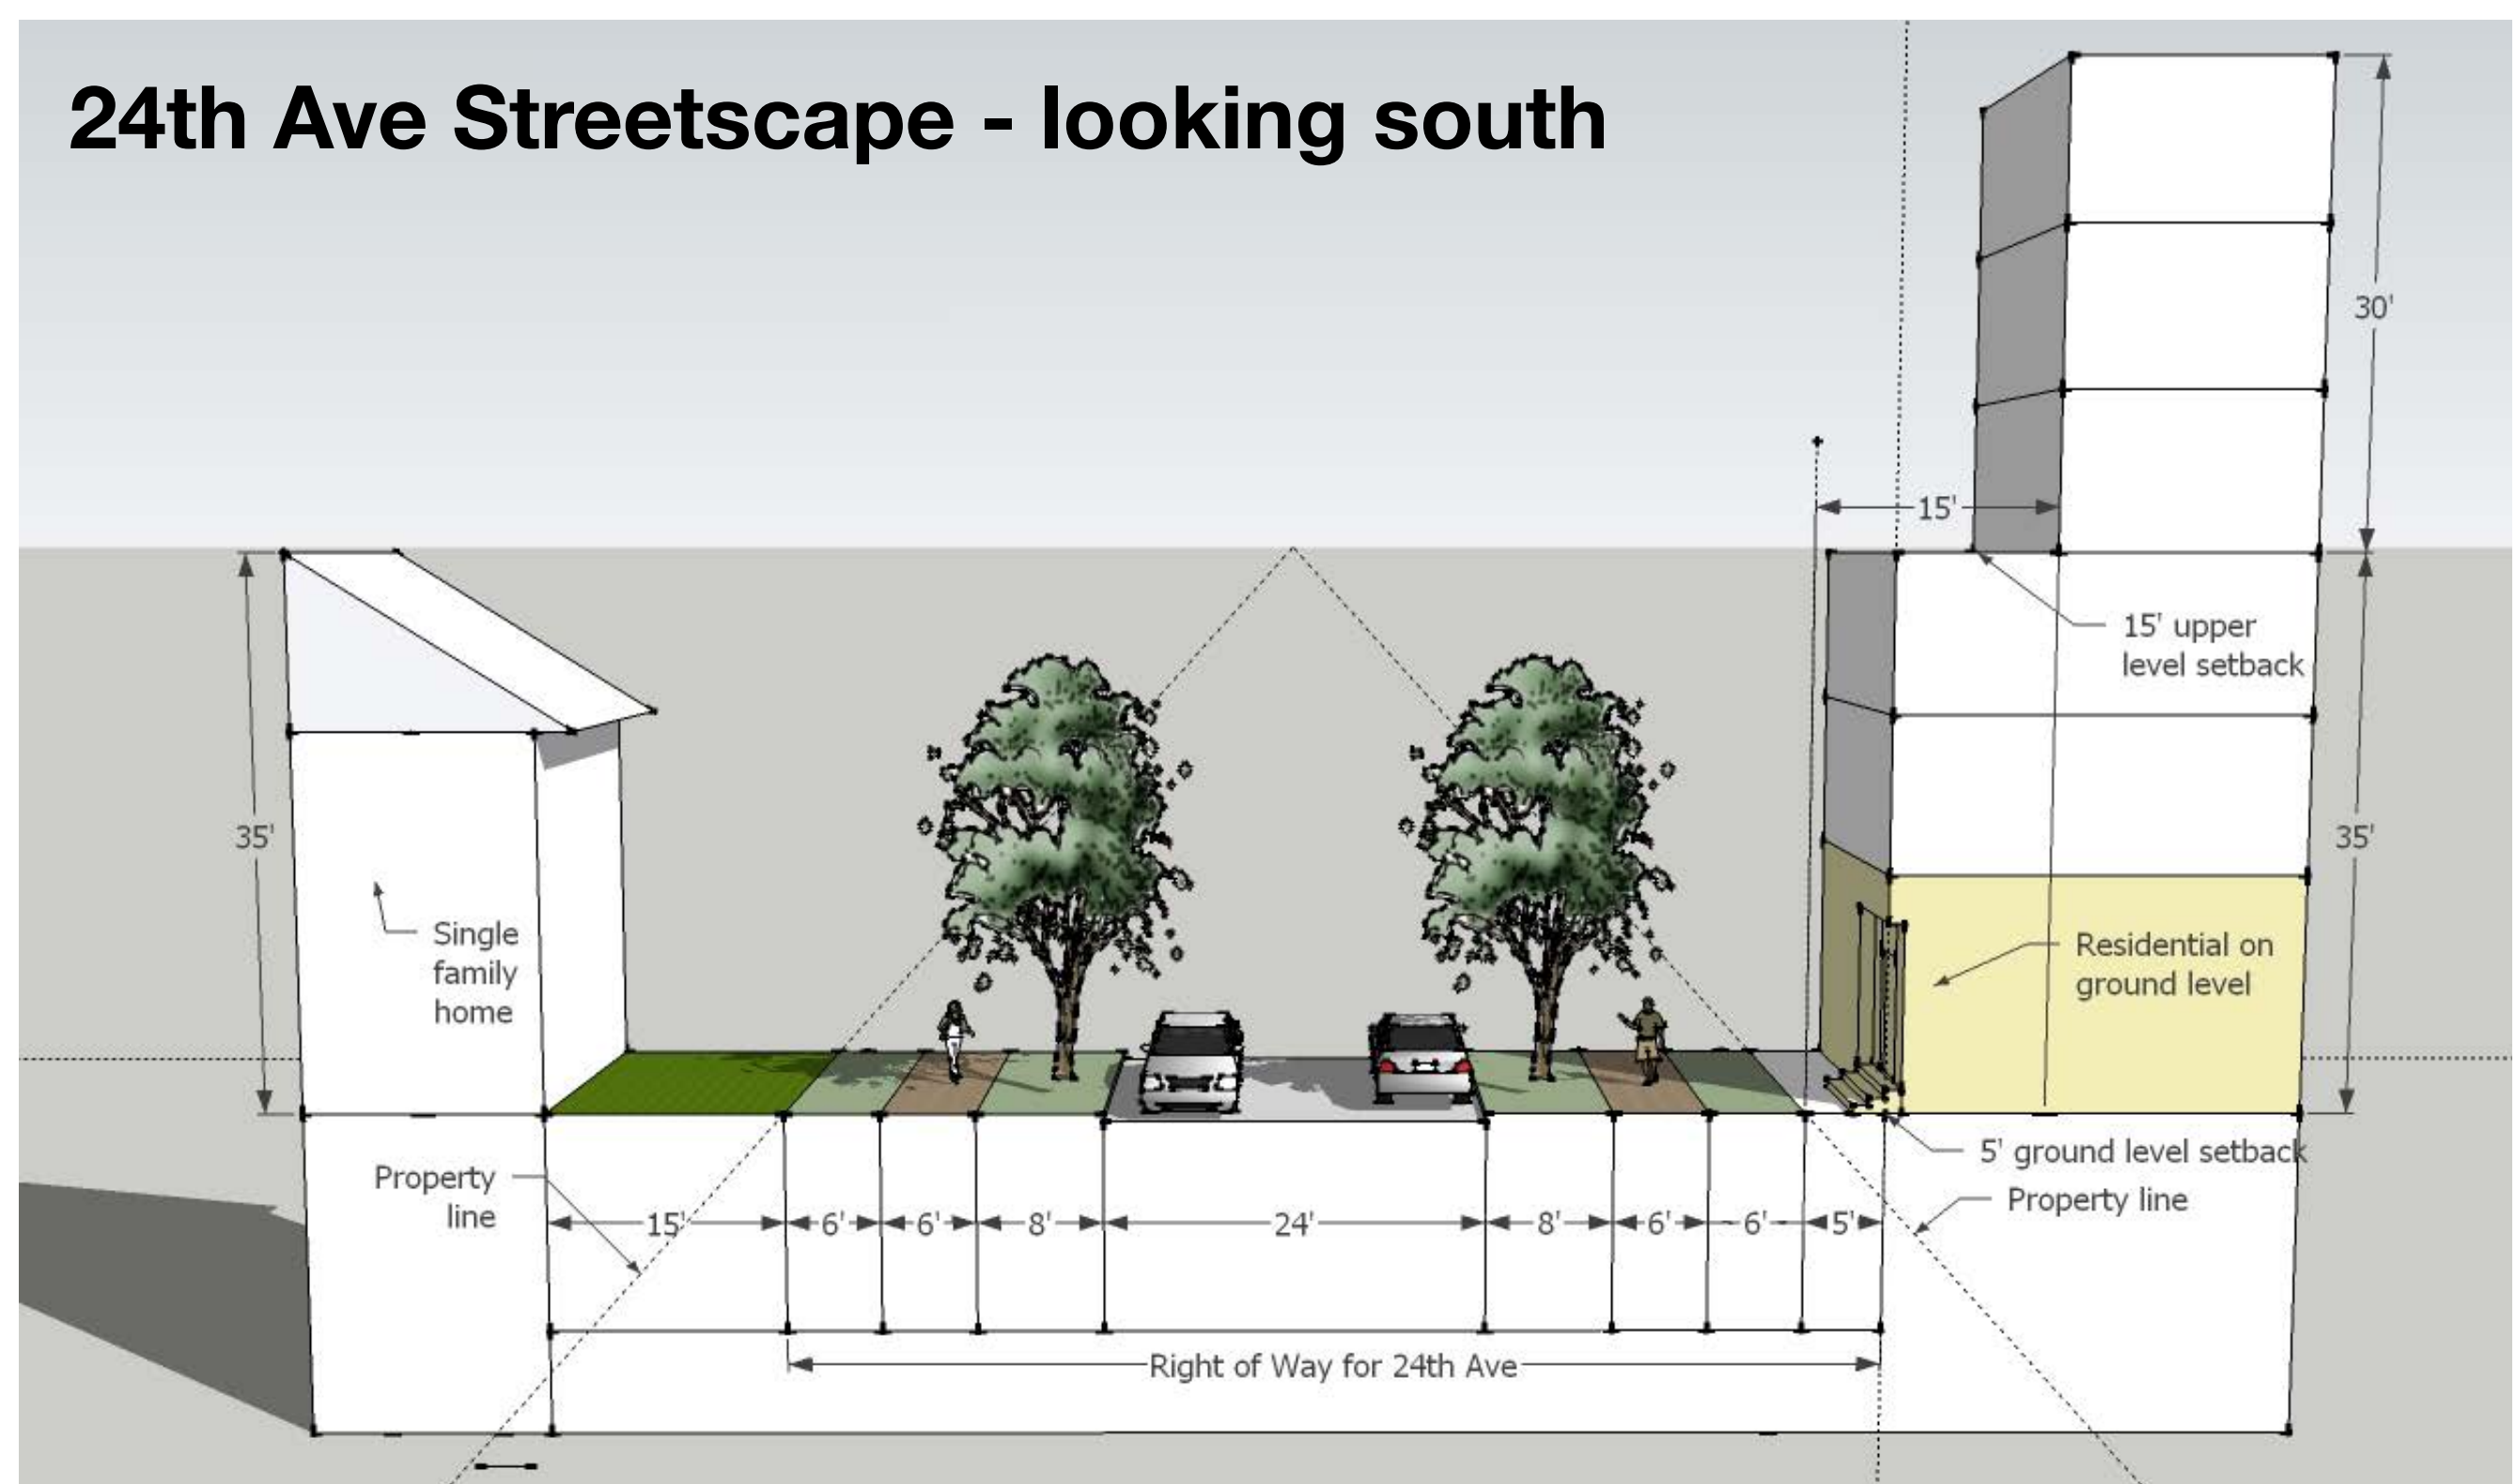 24th Ave Streetscape - looking south
30'
15'
15' upper
level setback
35'
35'
Single
family
home
Residential on
ground level
5' ground level setback
Property
line
Property line
15'
6'
6'
8'
24'
8'
6'
6'
5'
Right of Way for 24th Ave